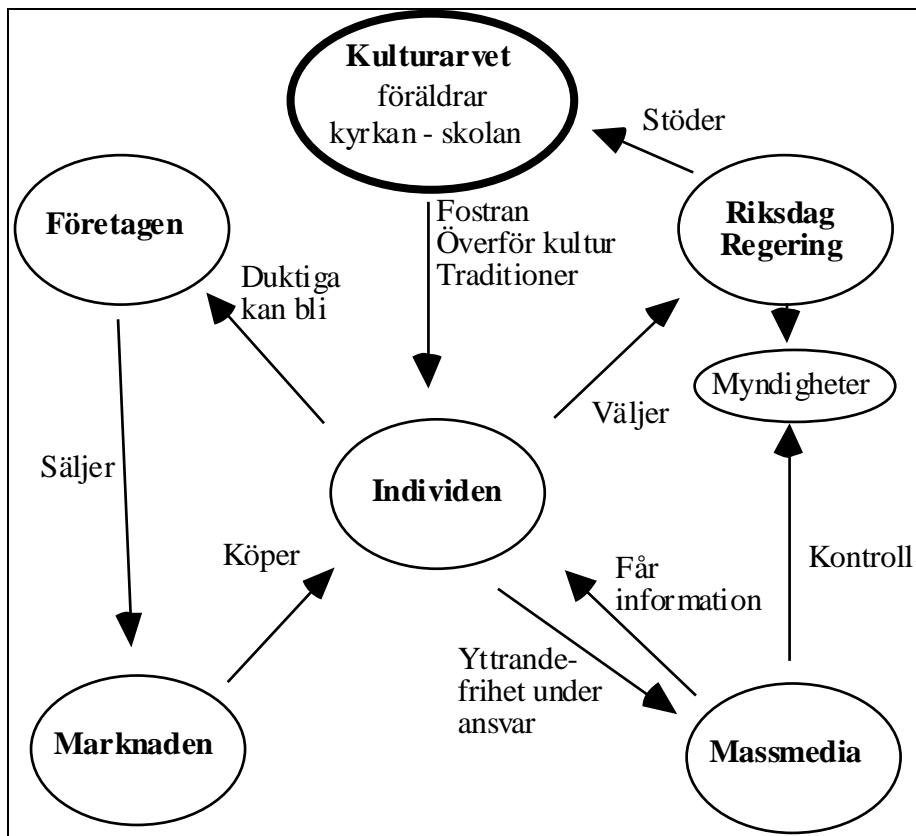 Kulturarvet
föräldrar
kyrkan - skolan
Stöder
Företagen
Riksdag
Regering
Fostran
Överför kultur
Traditioner
Duktiga
kan bli
Myndigheter
Väljer
Säljer
Individen
Köper
Får
information
Kontroll
Yttrande-
frihet under
ansvar
Marknaden
Massmedia